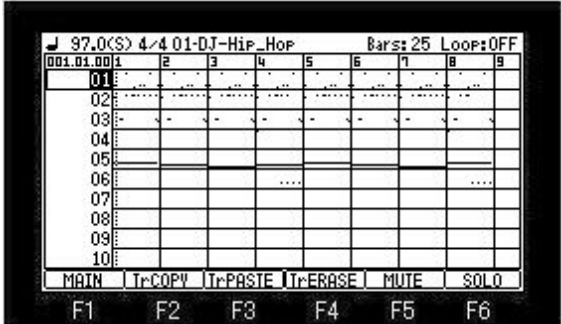 ♩ 97.0(S) 4/4 01-DJ-Hip_Hop Bars: 25 Loop:OFF
001.01.00 1 2 3 4 5 6 7 8 9
01
02
03
04
05
06
07
08
09
10
MAIN TrCOPY TrPASTE TrERASE MUTE SOLO
F1 F2 F3 F4 F5 F6